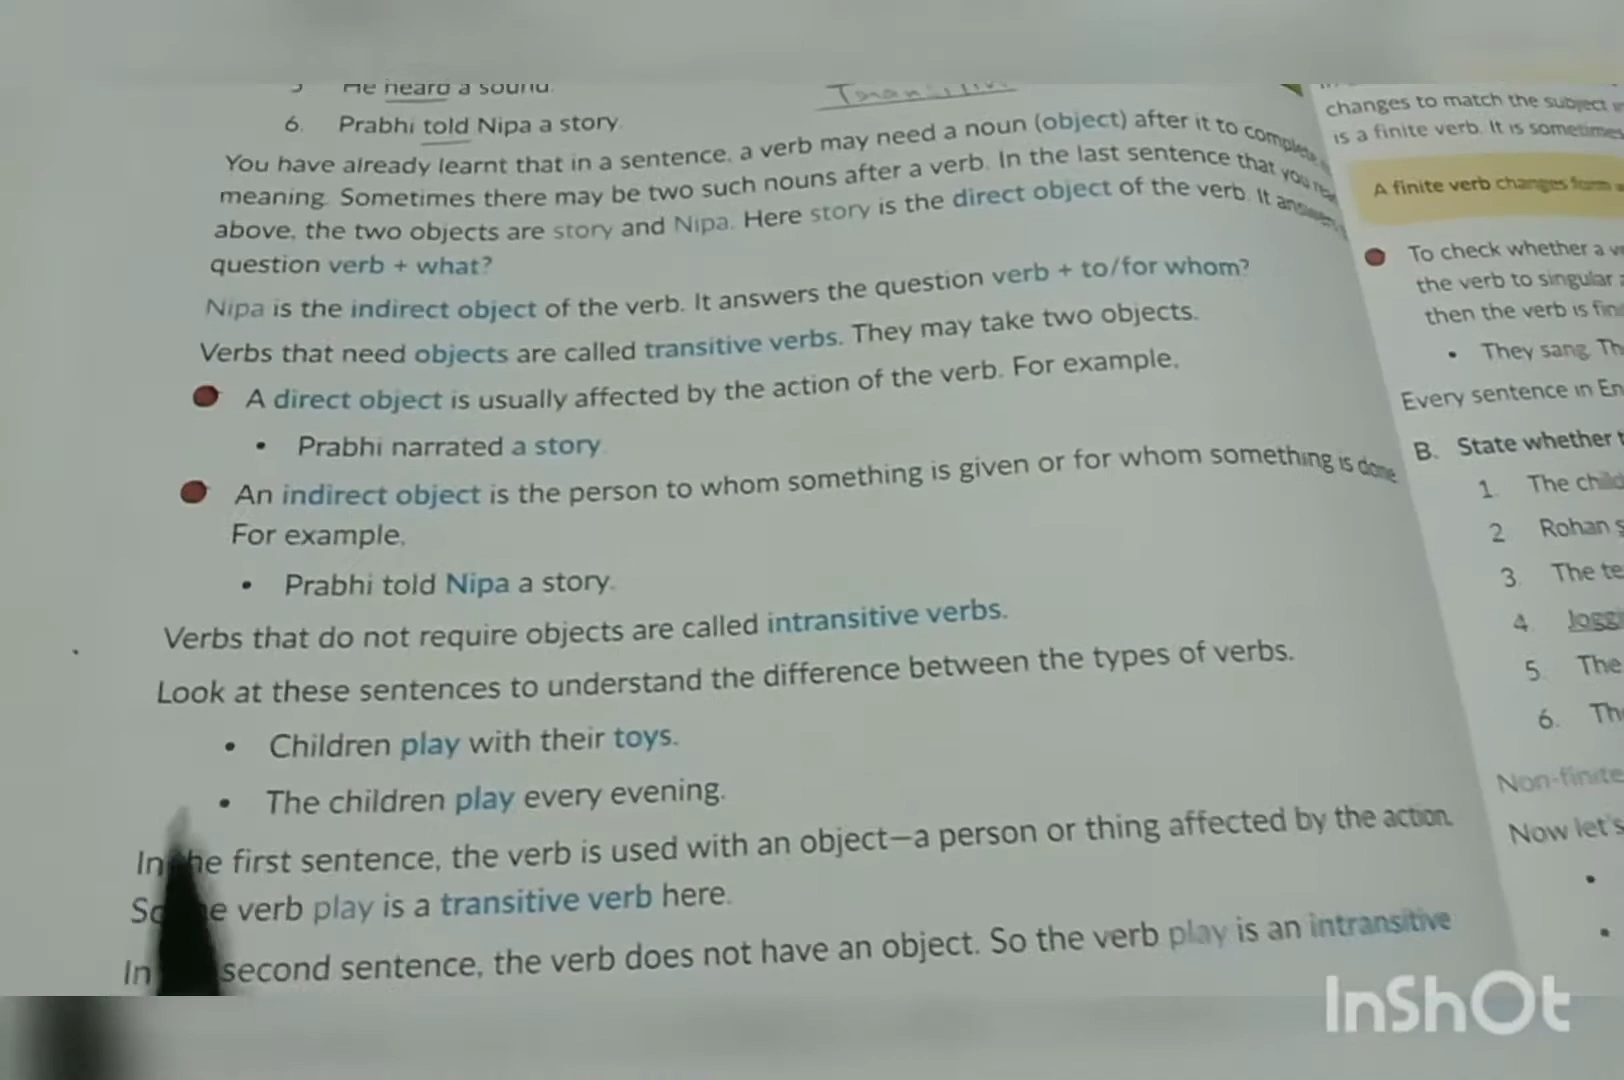 He heard a sound.
Transitive
6. Prabhi told Nipa a story.
You have already learnt that in a sentence, a verb may need a noun (object) after it to complete
meaning. Sometimes there may be two such nouns after a verb. In the last sentence that you
above, the two objects are story and Nipa. Here story is the direct object of the verb. It answers
question verb + what?
Nipa is the indirect object of the verb. It answers the question verb + to/for whom?
Verbs that need objects are called transitive verbs. They may take two objects.
A direct object is usually affected by the action of the verb. For example,
• Prabhi narrated a story
An indirect object is the person to whom something is given or for whom something is done
For example,
• Prabhi told Nipa a story.
Verbs that do not require objects are called intransitive verbs.
Look at these sentences to understand the difference between the types of verbs.
• Children play with their toys.
• The children play every evening.
In he first sentence, the verb is used with an object—a person or thing affected by the action.
So e verb play is a transitive verb here.
In second sentence, the verb does not have an object. So the verb play is an intransitive
changes to match the subject
is a finite verb. It is sometimes
A finite verb changes form
To check whether a
the verb to singular
then the verb is
• They sang.
Every sentence in
B. State whether
1. The
2. Rohan
3. The
4.
5. The
6.
Non-finite
Now let's
InShOt